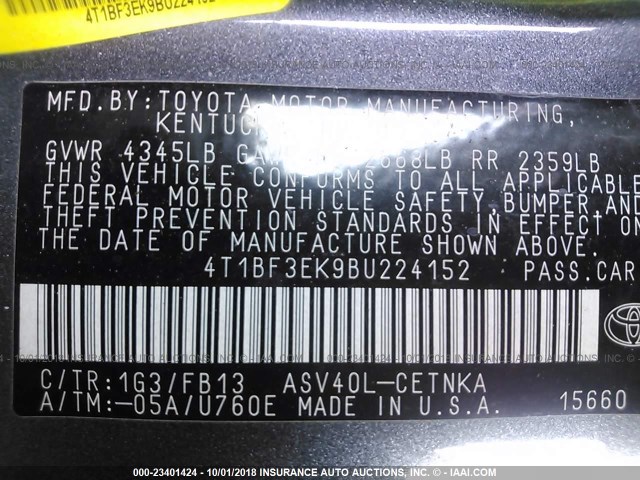 4T1BF3EK9BU224152
MFD.BY:TOYOTA MOTOR MANUFACTURING,
KENTUCKY
GVWR 4345LB 2688LB RR 2359LB
THIS VEHICLE CONFORMS TO ALL APPLICABLE
FEDERAL MOTOR VEHICLE SAFETY, BUMPER, AND
THEFT PREVENTION STANDARDS IN EFFECT ON
THE DATE OF MANUFACTURE SHOWN ABOVE.
4T1BF3EK9BU224152 PASS.CAR
C/TR:1G3/FB13 ASV40L-CETNKA
A/TM:-05A/U760E MADE IN U.S.A. 15660
000-23401424 - 10/01/2018 - INSURANCE AUTO AUCTIONS, INC. - © - IAAI.COM